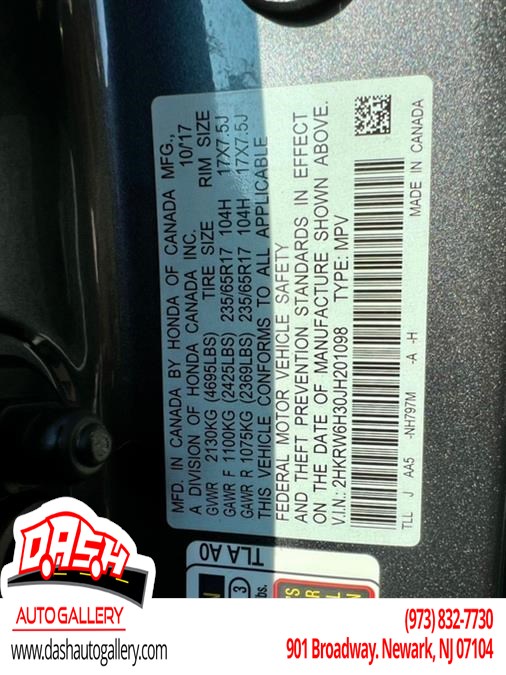 MFD. IN CANADA BY HONDA OF CANADA MFG.,
A DIVISION OF HONDA CANADA INC. 10/17
GVWR 2130KG (4695LBS) TIRE SIZE RIM SIZE
GAWR F 1100KG (2425LBS) 235/65R17 104H 17X7.5J
GAWR R 1075KG (2369LBS) 235/65R17 104H 17X7.5J
THIS VEHICLE CONFORMS TO ALL APPLICABLE
FEDERAL MOTOR VEHICLE SAFETY
AND THEFT PREVENTION STANDARDS IN EFFECT
ON THE DATE OF MANUFACTURE SHOWN ABOVE.
V.I.N.: 2HKRW6H30JH201098 TYPE: MPV
TLL J AA5 -NH797M -A -H MADE IN CANADA
TLA A0
N
3
lbs.
'S
R
L
N
DASH
AUTO GALLERY
www.dashautogallery.com
(973) 832-7730
901 Broadway. Newark, NJ 07104